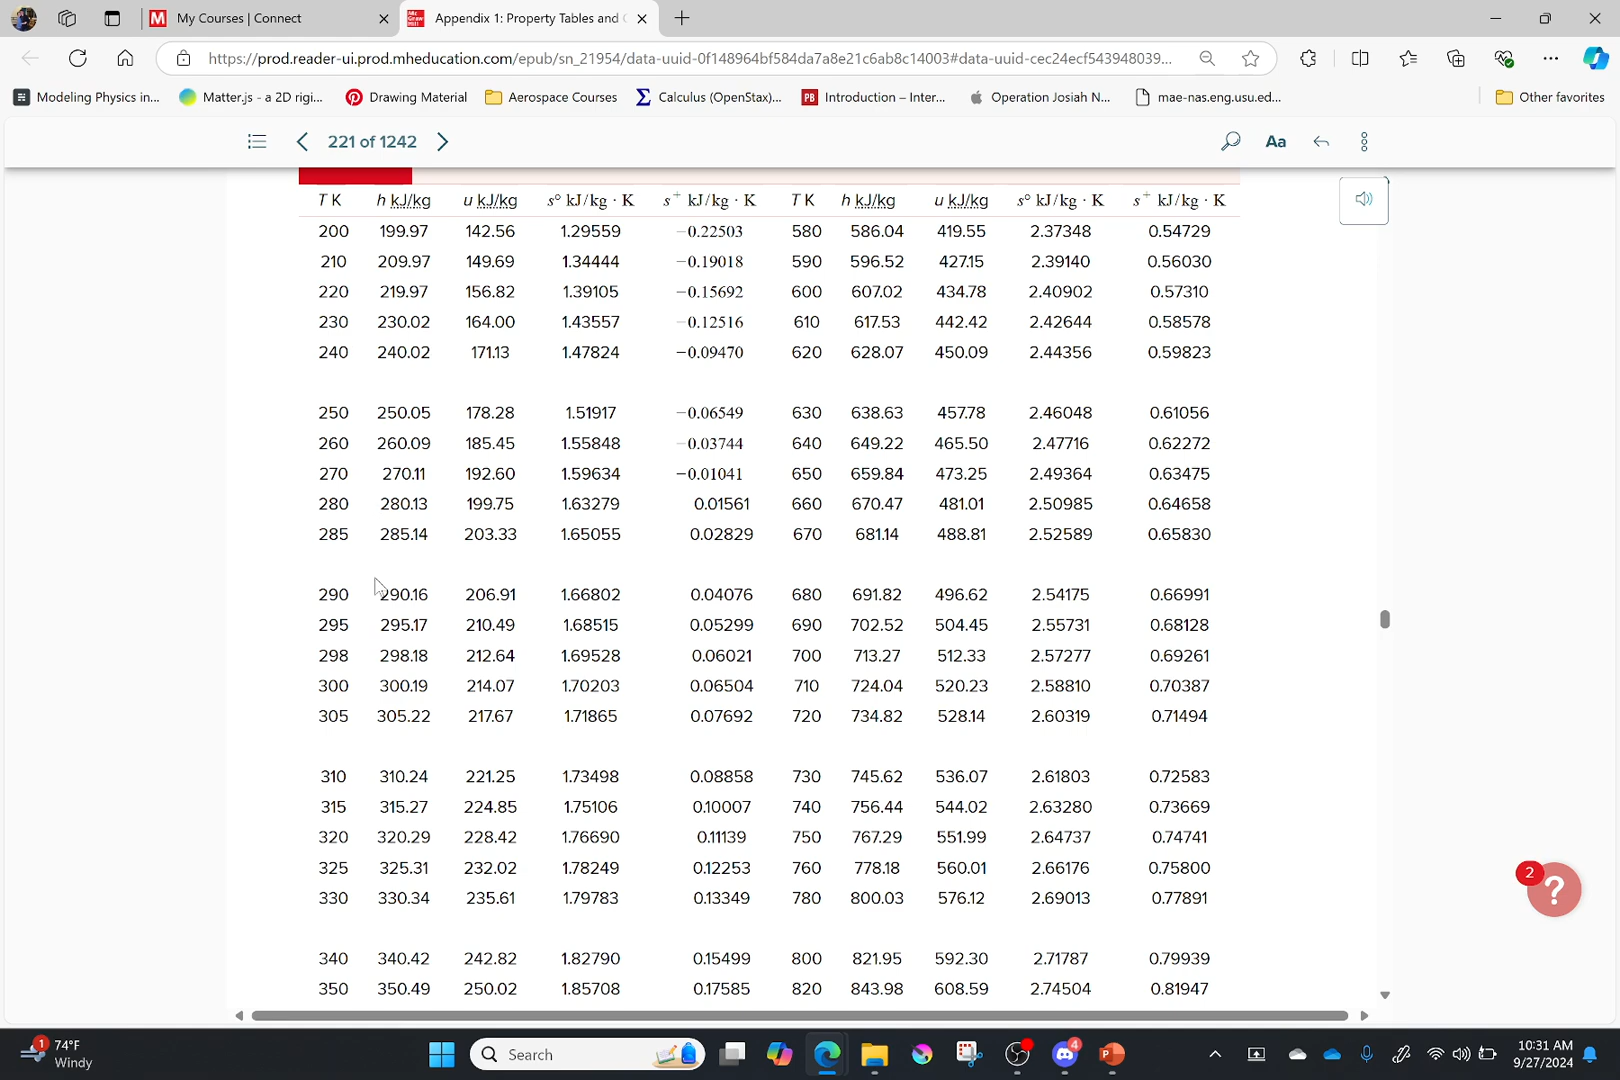 My Courses | Connect
Mc Graw Hill Appendix 1: Property Tables and C
https://prod.reader-ui.prod.mheducation.com/epub/sn_21954/data-uuid-0f148964bf584da7a8e21c6ab8c14003#data-uuid-cec24ecf543948039...
Modeling Physics in... Matter.js - a 2D rigi... Drawing Material Aerospace Courses Calculus (OpenStax)... PB Introduction – Inter... Operation Josiah N... mae-nas.eng.usu.ed... Other favorites
221 of 1242 Aa
T K h kJ/kg u kJ/kg s° kJ/kg · K s⁺ kJ/kg · K T K h kJ/kg u kJ/kg s° kJ/kg · K s⁺ kJ/kg · K
200 199.97 142.56 1.29559 −0.22503 580 586.04 419.55 2.37348 0.54729
210 209.97 149.69 1.34444 −0.19018 590 596.52 427.15 2.39140 0.56030
220 219.97 156.82 1.39105 −0.15692 600 607.02 434.78 2.40902 0.57310
230 230.02 164.00 1.43557 −0.12516 610 617.53 442.42 2.42644 0.58578
240 240.02 171.13 1.47824 −0.09470 620 628.07 450.09 2.44356 0.59823
250 250.05 178.28 1.51917 −0.06549 630 638.63 457.78 2.46048 0.61056
260 260.09 185.45 1.55848 −0.03744 640 649.22 465.50 2.47716 0.62272
270 270.11 192.60 1.59634 −0.01041 650 659.84 473.25 2.49364 0.63475
280 280.13 199.75 1.63279 0.01561 660 670.47 481.01 2.50985 0.64658
285 285.14 203.33 1.65055 0.02829 670 681.14 488.81 2.52589 0.65830
290 290.16 206.91 1.66802 0.04076 680 691.82 496.62 2.54175 0.66991
295 295.17 210.49 1.68515 0.05299 690 702.52 504.45 2.55731 0.68128
298 298.18 212.64 1.69528 0.06021 700 713.27 512.33 2.57277 0.69261
300 300.19 214.07 1.70203 0.06504 710 724.04 520.23 2.58810 0.70387
305 305.22 217.67 1.71865 0.07692 720 734.82 528.14 2.60319 0.71494
310 310.24 221.25 1.73498 0.08858 730 745.62 536.07 2.61803 0.72583
315 315.27 224.85 1.75106 0.10007 740 756.44 544.02 2.63280 0.73669
320 320.29 228.42 1.76690 0.11139 750 767.29 551.99 2.64737 0.74741
325 325.31 232.02 1.78249 0.12253 760 778.18 560.01 2.66176 0.75800
330 330.34 235.61 1.79783 0.13349 780 800.03 576.12 2.69013 0.77891
340 340.42 242.82 1.82790 0.15499 800 821.95 592.30 2.71787 0.79939
350 350.49 250.02 1.85708 0.17585 820 843.98 608.59 2.74504 0.81947
2
?
1 74°F
Windy
Search
4
P
10:31 AM
9/27/2024